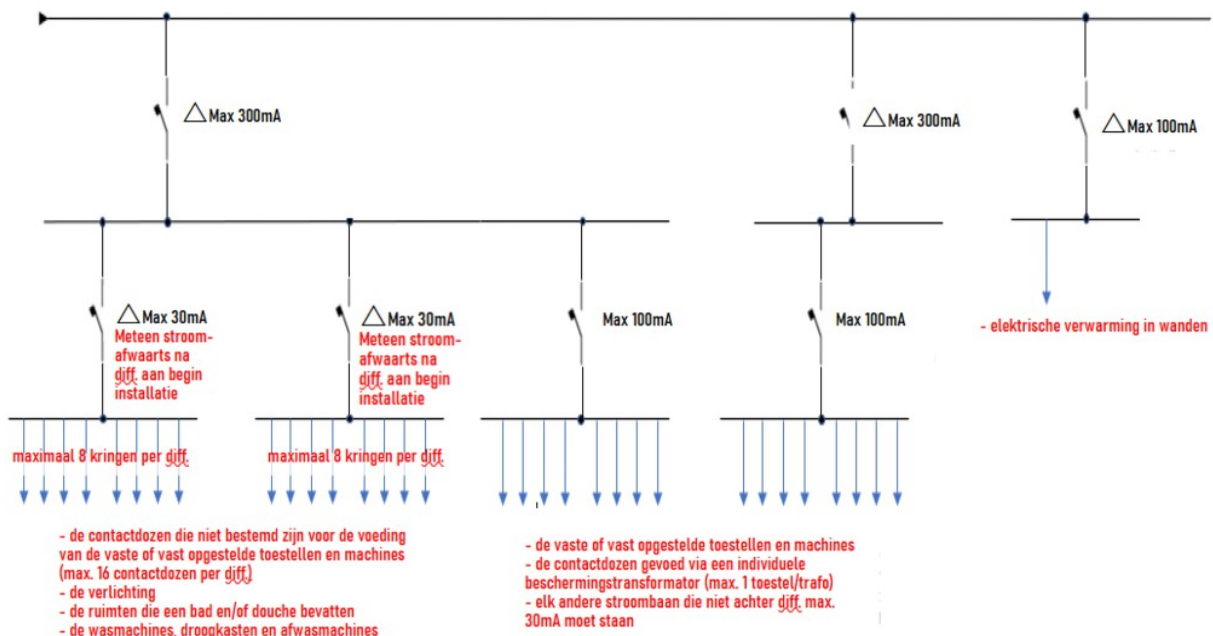 Max 300mA
Max 300mA
Max 100mA
Max 30mA
Meteen stroom-
afwaarts na
diff. aan begin
installatie
Max 30mA
Meteen stroom-
afwaarts na
diff. aan begin
installatie
Max 100mA
Max 100mA
- elektrische verwarming in wanden
maximaal 8 kringen per diff.
maximaal 8 kringen per diff.
- de contactdozen die niet bestemd zijn voor de voeding
van de vaste of vast opgestelde toestellen en machines
(max. 16 contactdozen per diff.)
- de verlichting
- de ruimten die een bad en/of douche bevatten
- de wasmachines, droogkasten en afwasmachines
- de vaste of vast opgestelde toestellen en machines
- de contactdozen gevoed via een individuele
beschermingstransformator (max. 1 toestel/trafo)
- elk andere stroombaan die niet achter diff. max.
30mA moet staan